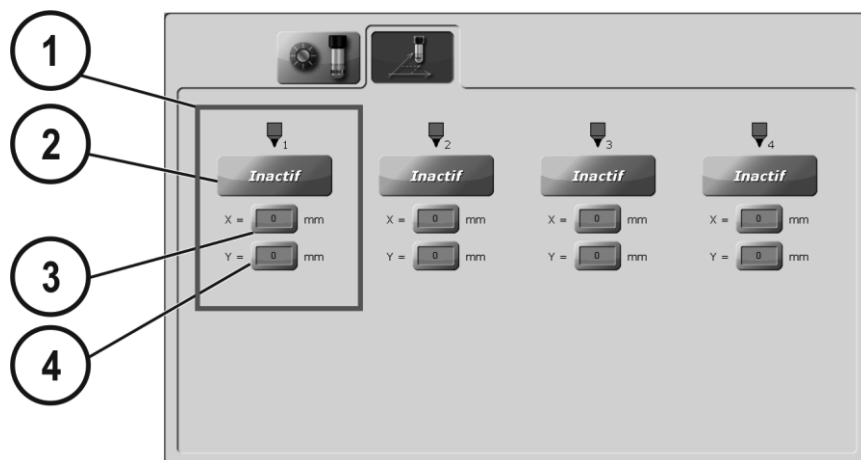 1
2
3
4
1 2 3 4
Inactif Inactif Inactif Inactif
X = 0 mm X = 0 mm X = 0 mm X = 0 mm
Y = 0 mm Y = 0 mm Y = 0 mm Y = 0 mm